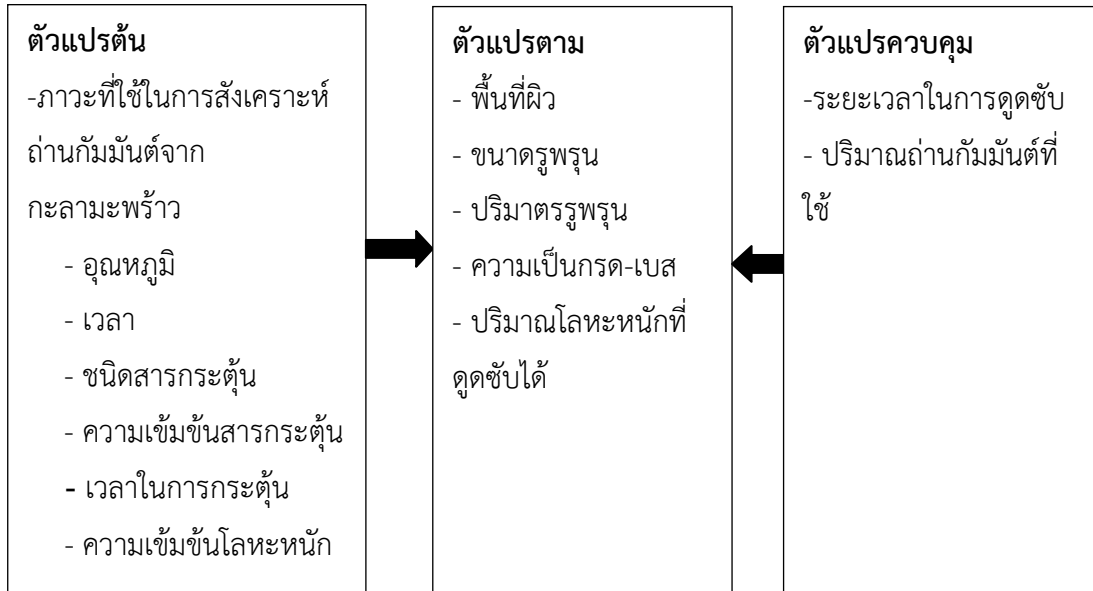 ตัวแปรต้น
-ภาวะที่ใช้ในการสังเคราะห์
ถ่านกัมมันต์จาก
กะลามะพร้าว
- อุณหภูมิ
- เวลา
- ชนิดสารกระตุ้น
- ความเข้มข้นสารกระตุ้น
- เวลาในการกระตุ้น
- ความเข้มข้นโลหะหนัก
ตัวแปรตาม
- พื้นที่ผิว
- ขนาดรูพรุน
- ปริมาตรรูพรุน
- ความเป็นกรด-เบส
- ปริมาณโลหะหนักที่
ดูดซับได้
ตัวแปรควบคุม
-ระยะเวลาในการดูดซับ
- ปริมาณถ่านกัมมันต์ที่
ใช้